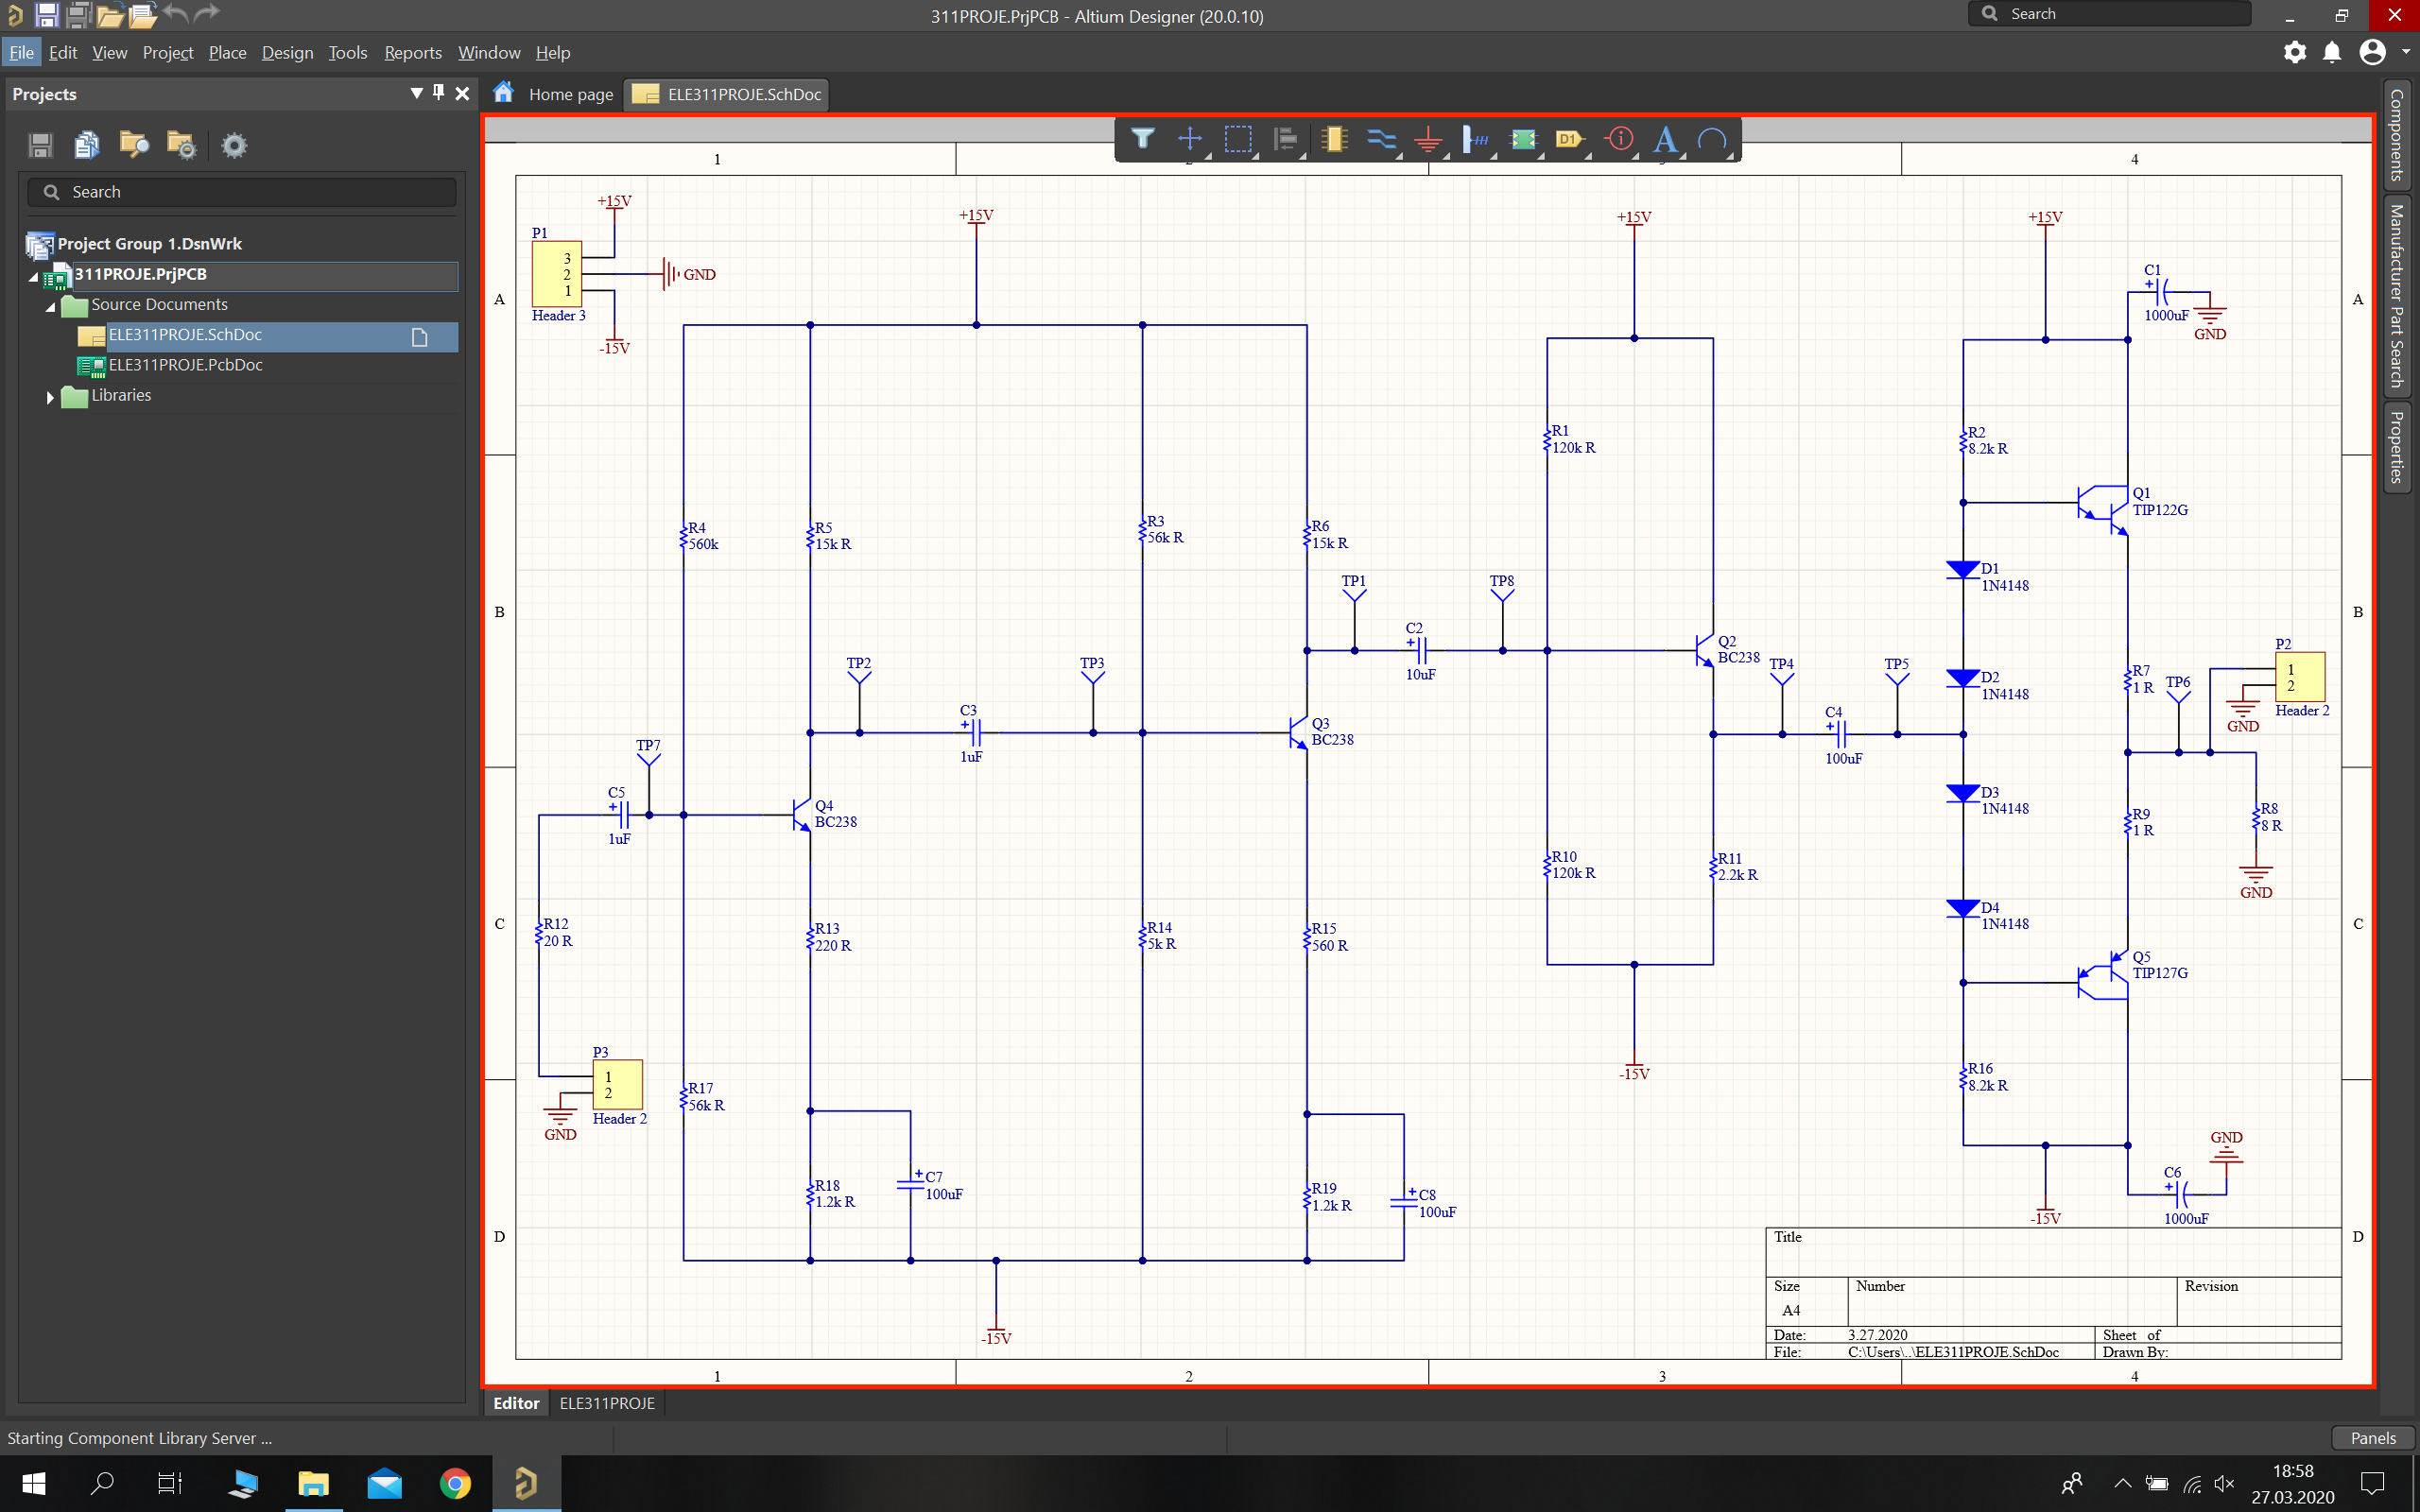 311PROJE.PrjPCB - Altium Designer (20.0.10)
Search
File Edit View Project Place Design Tools Reports Window Help
Projects
Home page
ELE311PROJE.SchDoc
Search
Project Group 1.DsnWrk
311PROJE.PrjPCB
Source Documents
ELE311PROJE.SchDoc
ELE311PROJE.PcbDoc
Libraries
Components
Manufacturer Part Search
Properties
D1
A
1
4
A
A
B
B
C
C
D
D
1
2
3
4
+15V
P1
3
2
1
GND
Header 3
-15V
+15V
+15V
+15V
C1
+
1000uF
GND
R1
120k R
R2
8.2k R
R4
560k
R5
15k R
R3
56k R
R6
15k R
Q1
TIP122G
D1
1N4148
TP1
TP8
C2
+
10uF
Q2
BC238
TP2
TP3
TP4
TP5
D2
1N4148
R7
1 R
TP6
P2
1
2
Header 2
GND
C3
+
1uF
Q3
BC238
C4
+
100uF
TP7
C5
+
1uF
Q4
BC238
D3
1N4148
R9
1 R
R8
8 R
GND
R10
120k R
R11
2.2k R
R12
20 R
R13
220 R
R14
5k R
R15
560 R
D4
1N4148
Q5
TIP127G
P3
1
2
Header 2
GND
R17
56k R
-15V
R16
8.2k R
GND
R18
1.2k R
+
C7
100uF
R19
1.2k R
+
C8
100uF
C6
+
1000uF
-15V
-15V
Title
Size
A4
Number
Revision
Date: 3.27.2020
Sheet of
File: C:\Users\..\ELE311PROJE.SchDoc
Drawn By:
Editor
ELE311PROJE
Starting Component Library Server ...
Panels
18:58
27.03.2020